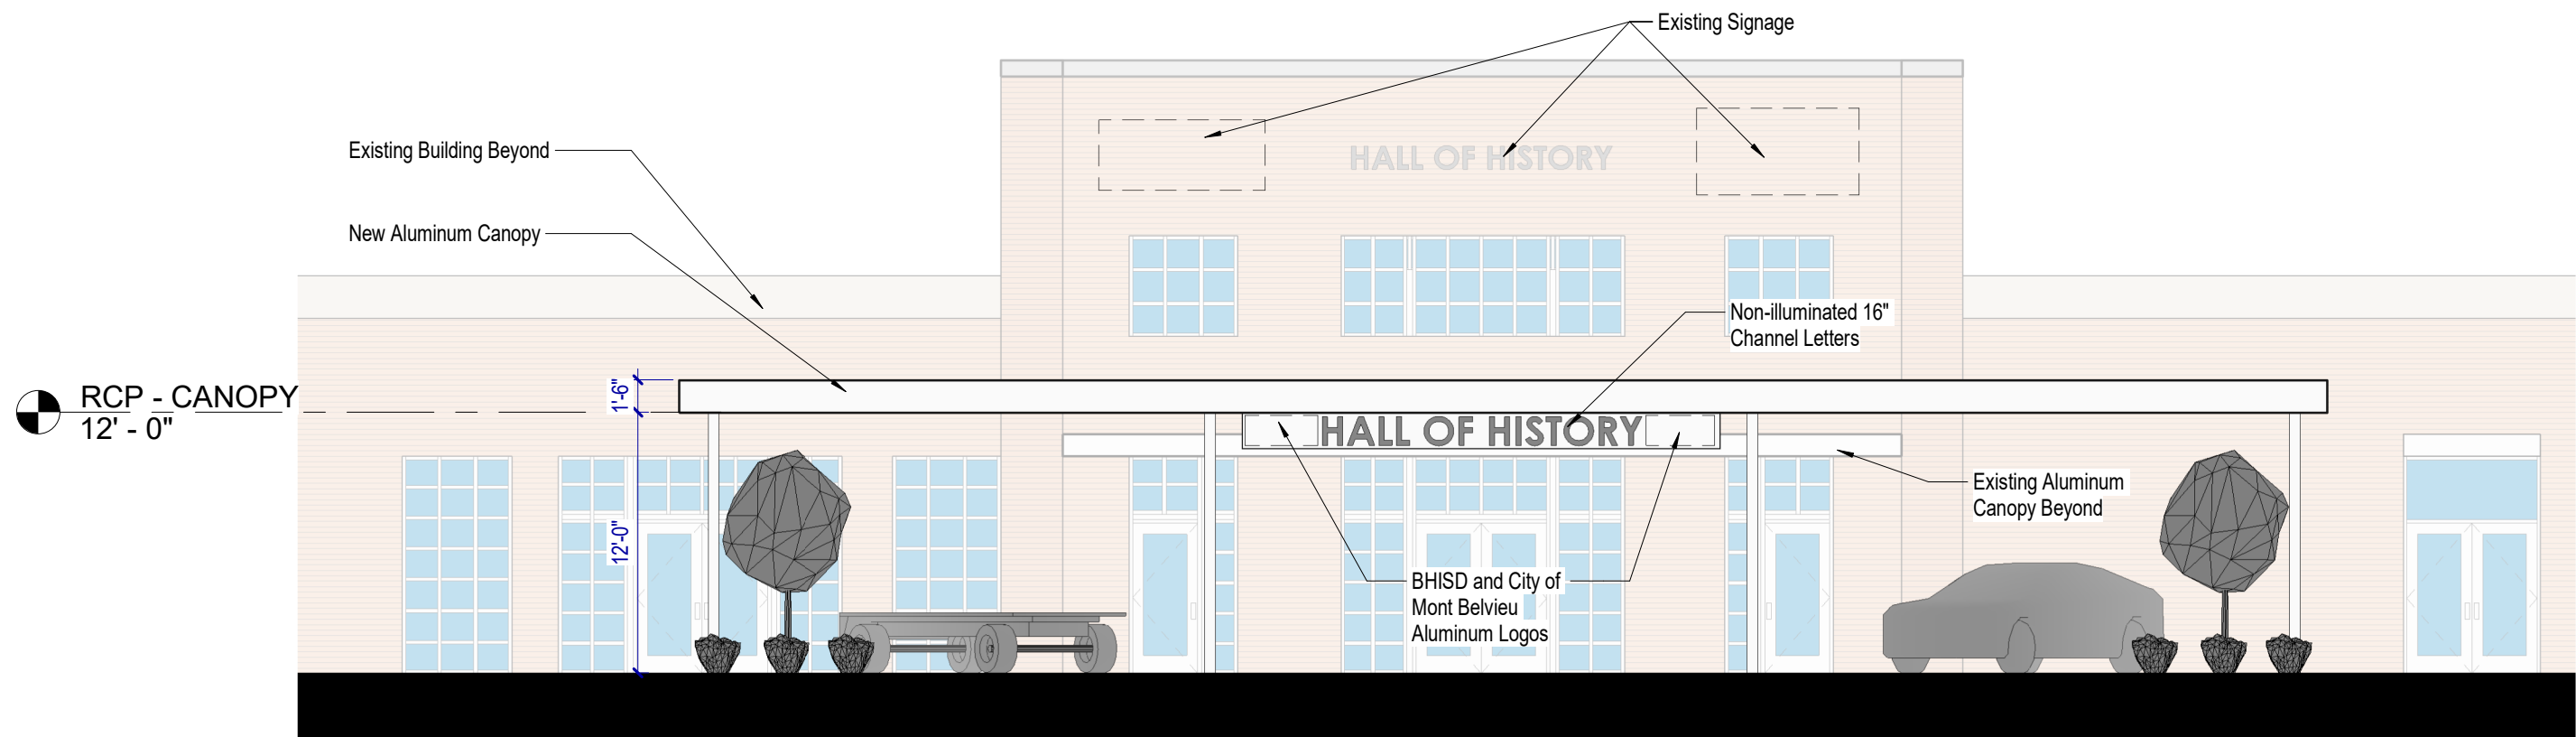 Existing Signage
HALL OF HISTORY
Existing Building Beyond
New Aluminum Canopy
Non-illuminated 16"
Channel Letters
RCP - CANOPY
12' - 0"
1'-6"
HALL OF HISTORY
Existing Aluminum
Canopy Beyond
12'-0"
BHISD and City of
Mont Belvieu
Aluminum Logos